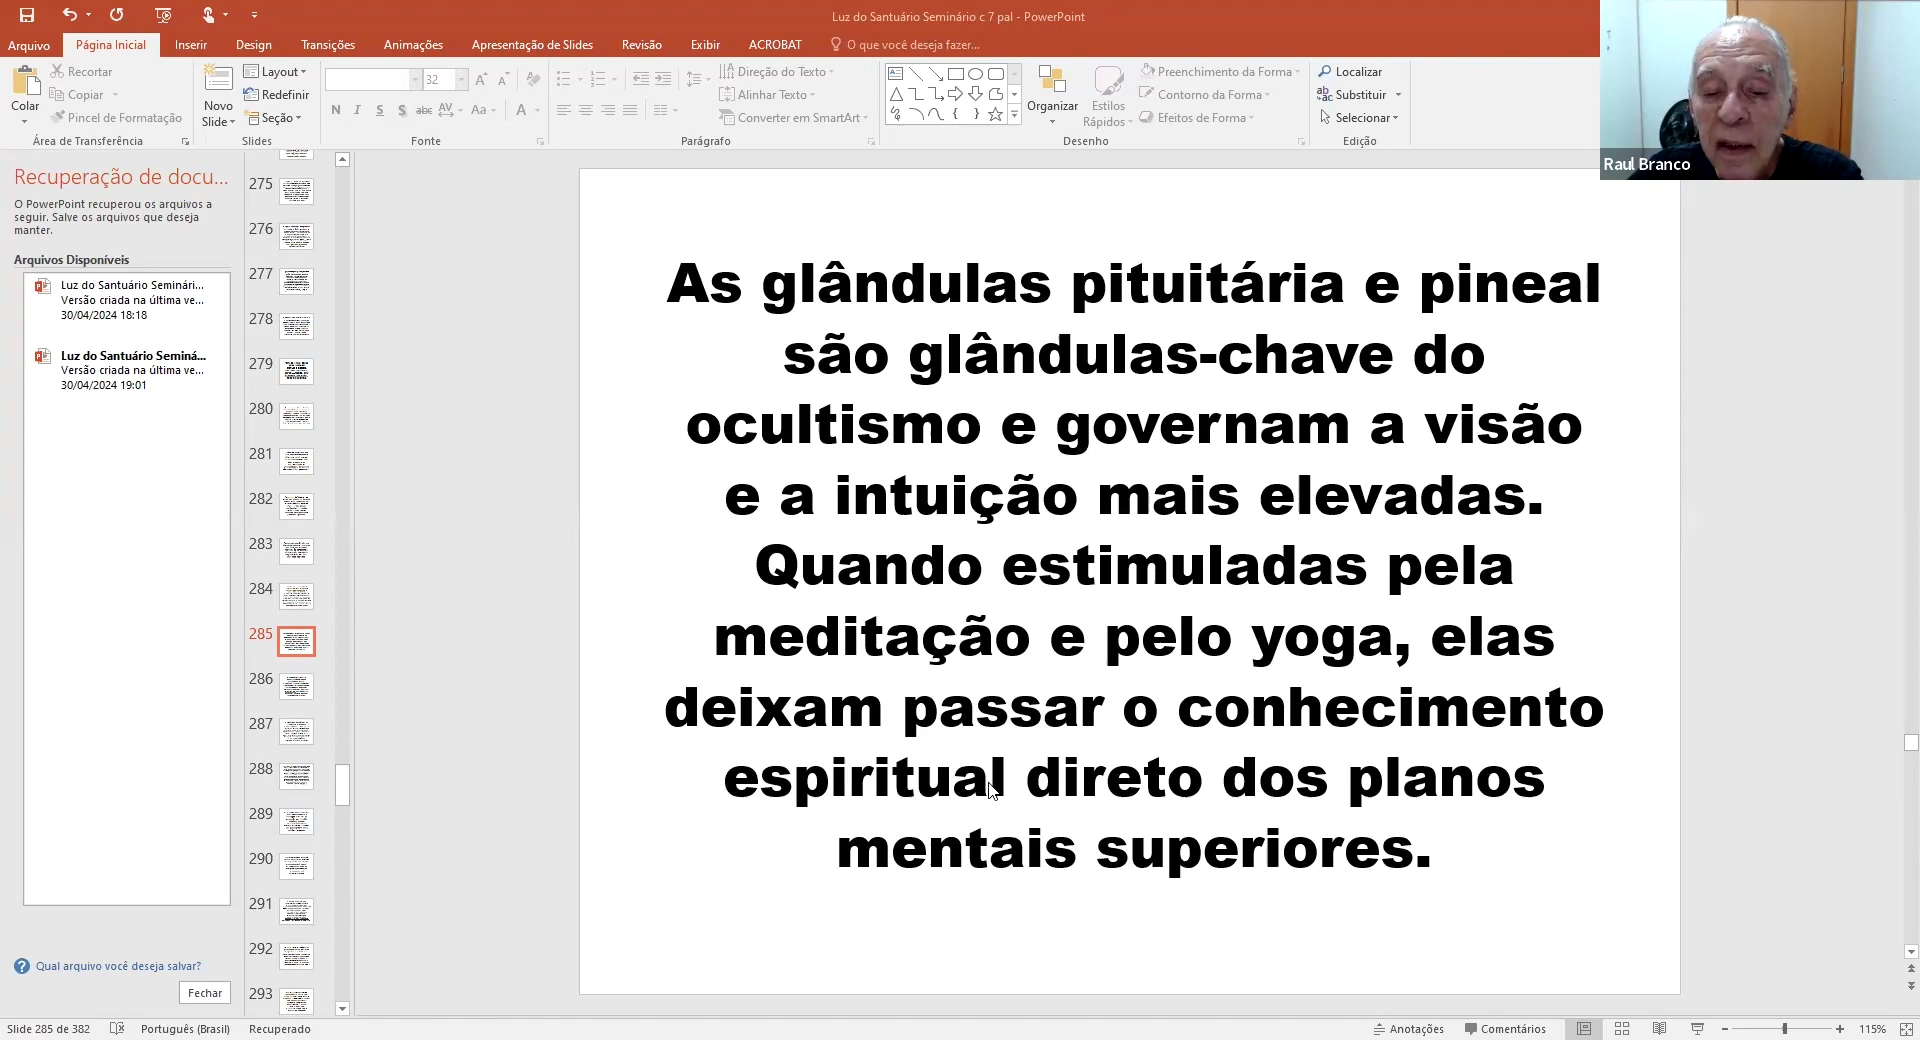 Luz do Santuário Seminário c 7 pal - PowerPoint
Arquivo
Página Inicial
Inserir
Design
Transições
Animações
Apresentação de Slides
Revisão
Exibir
ACROBAT
O que você deseja fazer...
Colar
Recortar
Copiar
Pincel de Formatação
Área de Transferência
Novo
Slide
Layout
Redefinir
Seção
Slides
32
N I S S abc AV Aa A
Fonte
Direção do Texto
Alinhar Texto
Converter em SmartArt
Parágrafo
Organizar
Estilos
Rápidos
Preenchimento da Forma
Contorno da Forma
Efeitos de Forma
Desenho
Localizar
Substituir
Selecionar
Edição
Raul Branco
Recuperação de docu...
O PowerPoint recuperou os arquivos a
seguir. Salve os arquivos que deseja
manter.
Arquivos Disponíveis
Luz do Santuário Seminári...
Versão criada na última ve...
30/04/2024 18:18
Luz do Santuário Seminá...
Versão criada na última ve...
30/04/2024 19:01
Qual arquivo você deseja salvar?
Fechar
275
276
277
278
279
280
281
282
283
284
285
286
287
288
289
290
291
292
293
As glândulas pituitária e pineal
são glândulas-chave do
ocultismo e governam a visão
e a intuição mais elevadas.
Quando estimuladas pela
meditação e pelo yoga, elas
deixam passar o conhecimento
espiritual direto dos planos
mentais superiores.
Slide 285 de 382
Português (Brasil)
Recuperado
Anotações
Comentários
115%